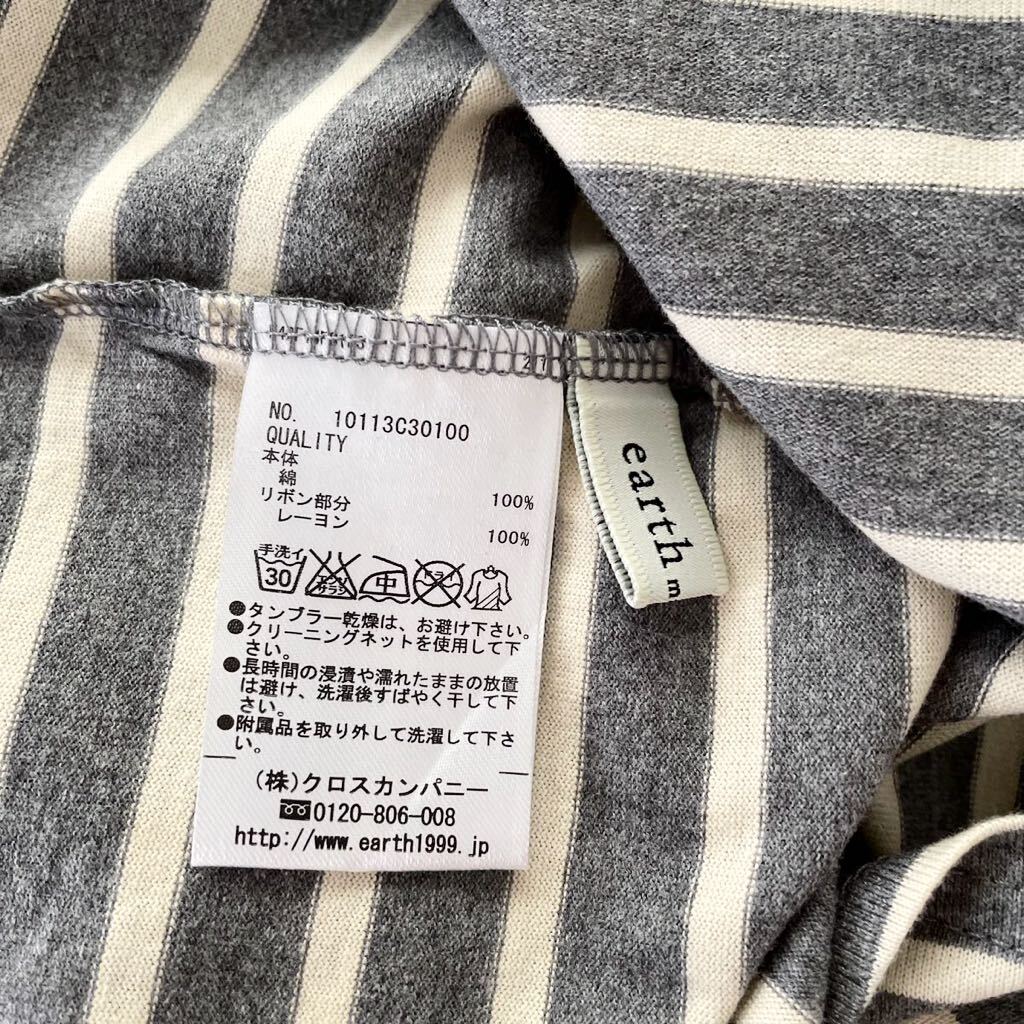 NO. 10113C30100
QUALITY
本体
綿 100%
リボン部分
レーヨン 100%
手洗イ
30
中
ドライ
●タンブラー乾燥は、お避け下さい。
●クリーニングネットを使用して下
さい。
●長時間の浸漬や濡れたままの放置
は避け、洗濯後すばやく干して下
さい。
●附属品を取り外して洗濯して下さ
い。
(株)クロスカンパニー
0120-806-008
http://www.earth1999.jp
earth m